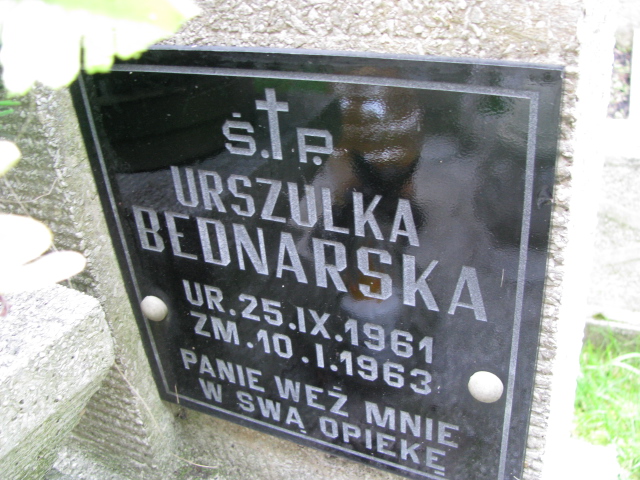 Ś.P.
URSZULKA
BEDNARSKA
UR. 25.IX.1961
ZM. 10.I.1963
PANIE WEŹ MNIE
W SWĄ OPIEKĘ